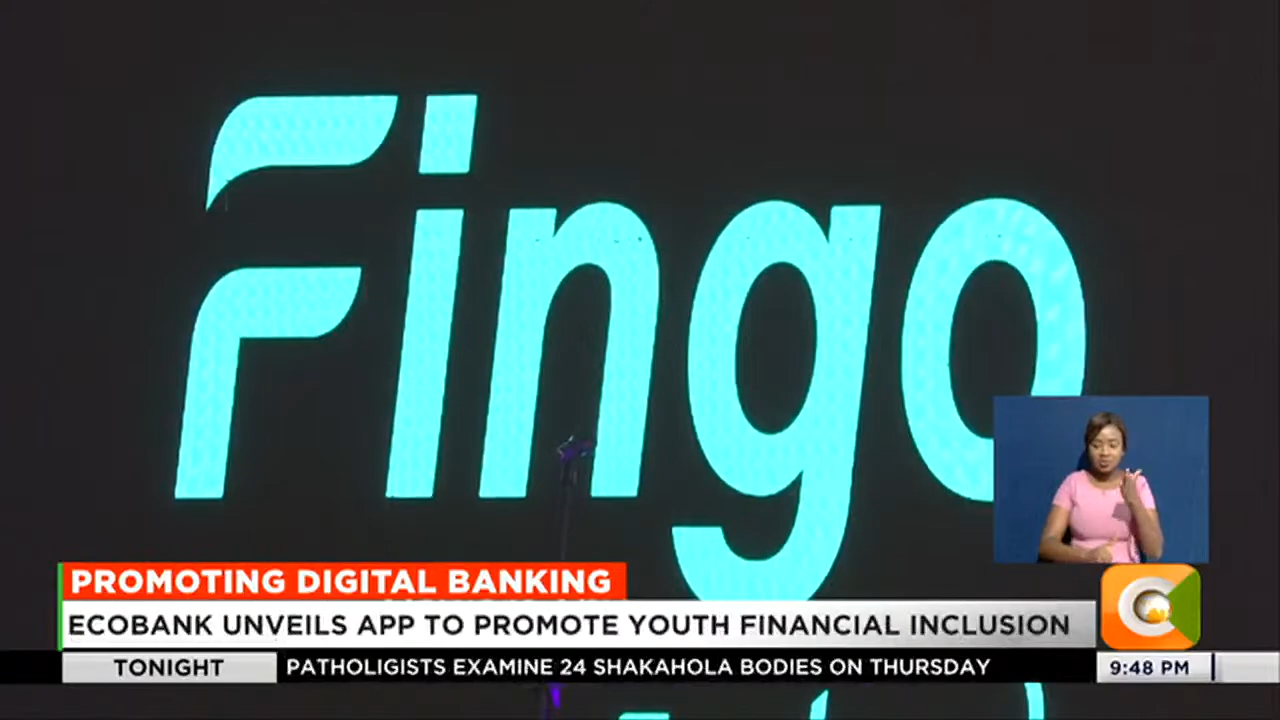 Fingo
PROMOTING DIGITAL BANKING
ECOBANK UNVEILS APP TO PROMOTE YOUTH FINANCIAL INCLUSION
TONIGHT
PATHOLIGISTS EXAMINE 24 SHAKAHOLA BODIES ON THURSDAY
9:48 PM